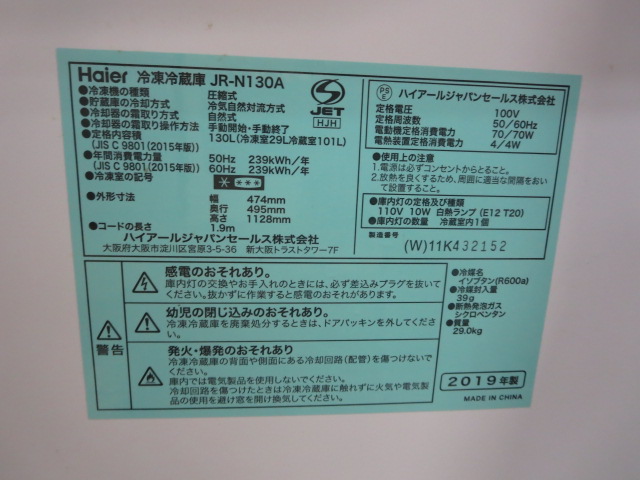 Haier 冷凍冷蔵庫 JR-N130A
●冷凍機の種類 圧縮式
●貯蔵庫の冷却方式 冷気自然対流方式
●冷却器の霜取り方式 自然式
●冷却器の霜取り操作方法 手動開始・手動終了
●定格内容積 130L(冷凍室29L冷蔵室101L)
(JIS C 9801(2015年版))
●年間消費電力量 50Hz 239kWh/年
(JIS C 9801(2015年版)) 60Hz 239kWh/年
●冷凍室の記号
●外形寸法 幅 474mm
奥行 495mm
高さ 1128mm
●コードの長さ 1.9m
ハイアールジャパンセールス株式会社
大阪府大阪市淀川区宮原3-5-36 新大阪トラストタワー7F
S
JET
HJH
PS
E
ハイアールジャパンセールス株式会社
定格電圧 100V
定格周波数 50/60Hz
電動機定格消費電力 70/70W
電熱装置定格消費電力 4/4W
●使用上の注意
1.電源は必ずコンセントからとること。
2.放熱を良くするため、周囲に適当な間隔をおい
て設置すること。
●庫内灯の定格及び種類
110V 10W 白熱ランプ(E12 T20)
●庫内灯の数量 冷蔵室内1個
製造番号
(W)11K432152
警告
感電のおそれあり。
庫内灯の交換やお手入れのときには、必ず差込みプラグを抜いて
ください。抜かずに作業すると感電のおそれがあります。
幼児の閉じ込みのおそれあり
冷凍冷蔵庫を廃棄処分するときは、ドアパッキンを外してください。
発火・爆発のおそれあり
冷凍冷蔵庫の背面や側面にある冷却回路(配管)を傷つけないで
ください。
庫内では電気製品を使用しないでください。
冷却回路を傷つけたときは冷凍冷蔵庫に触れずに火気や電気製
品の使用を避け窓を開け換気してください。
●冷媒名
イソブタン(R600a)
●冷媒封入量
39g
●断熱発泡ガス
シクロペンタン
●質量
29.0kg
2019年製
MADE IN CHINA